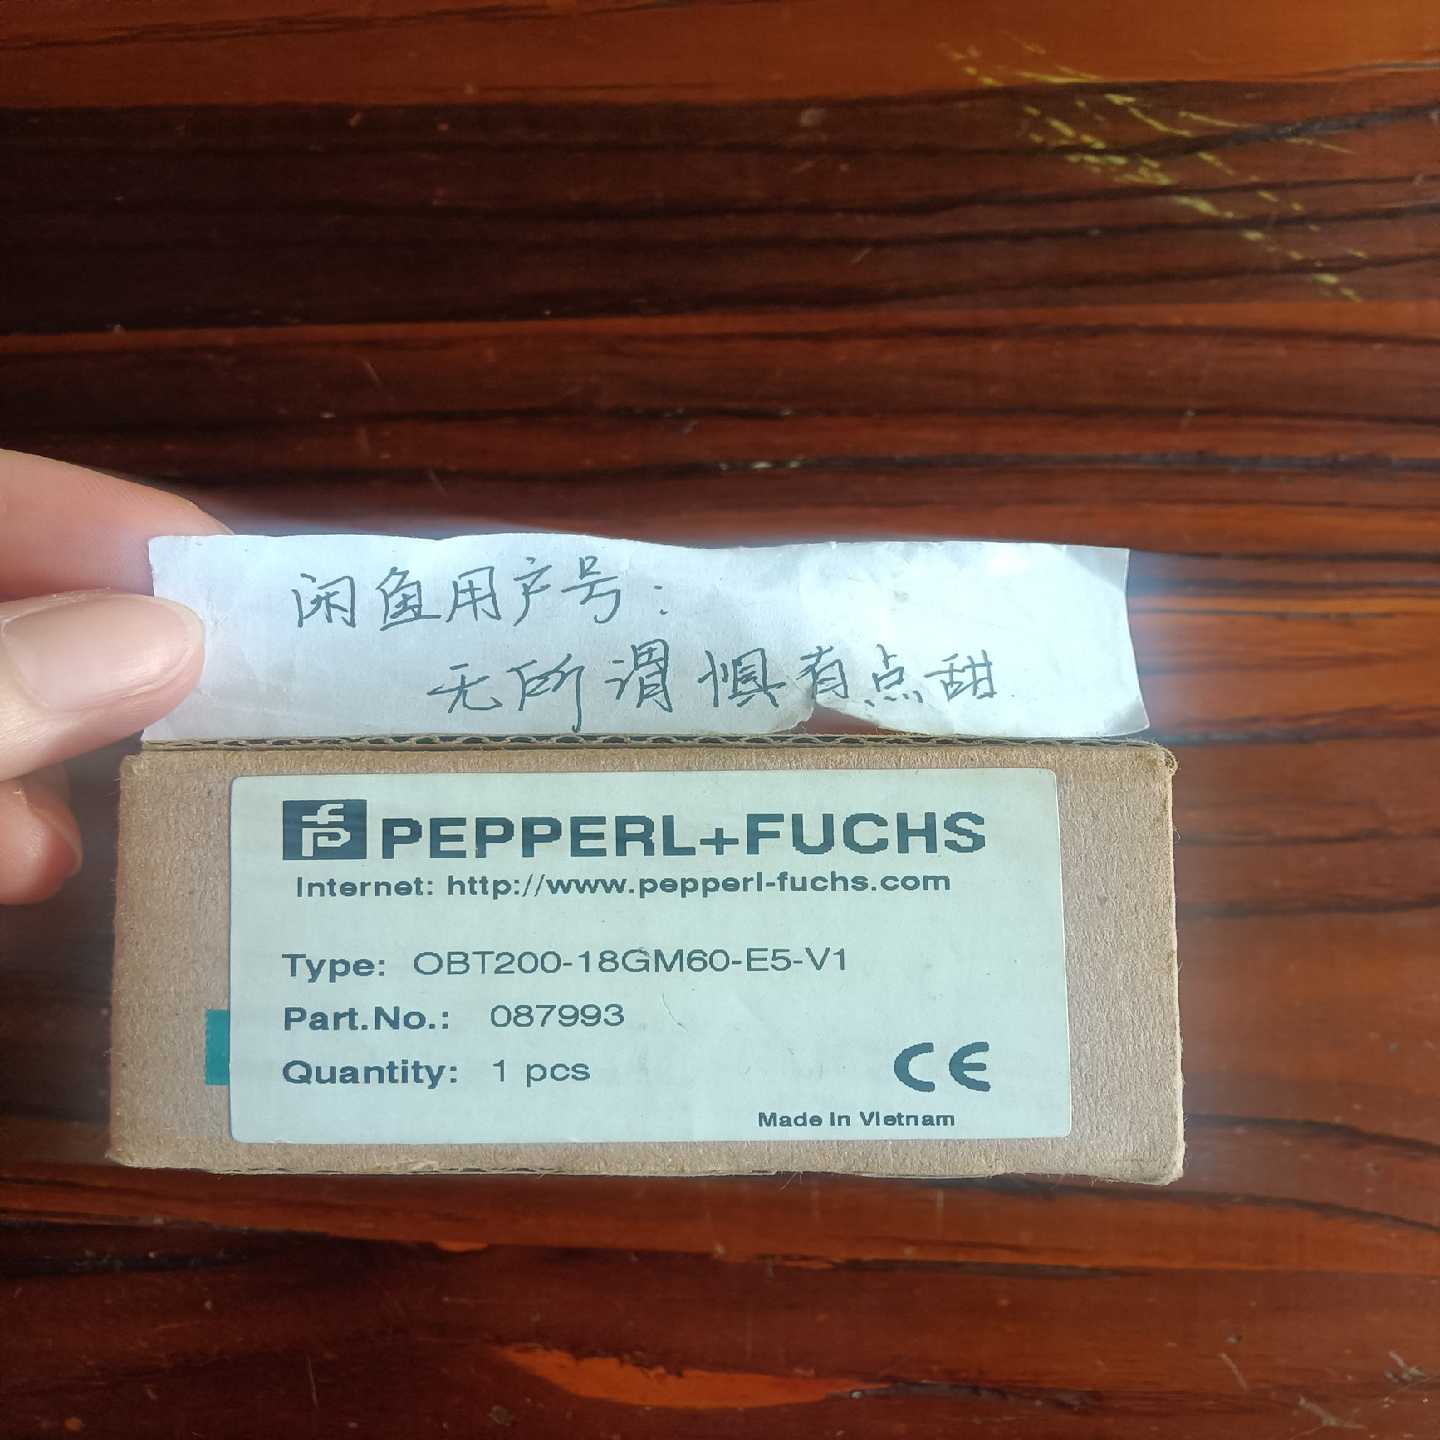 闲鱼用户号：
无所谓惧有点甜
PEPPERL+FUCHS
Internet: http://www.pepperl-fuchs.com
Type: OBT200-18GM60-E5-V1
Part.No.: 087993
Quantity: 1 pcs
CE
Made in Vietnam